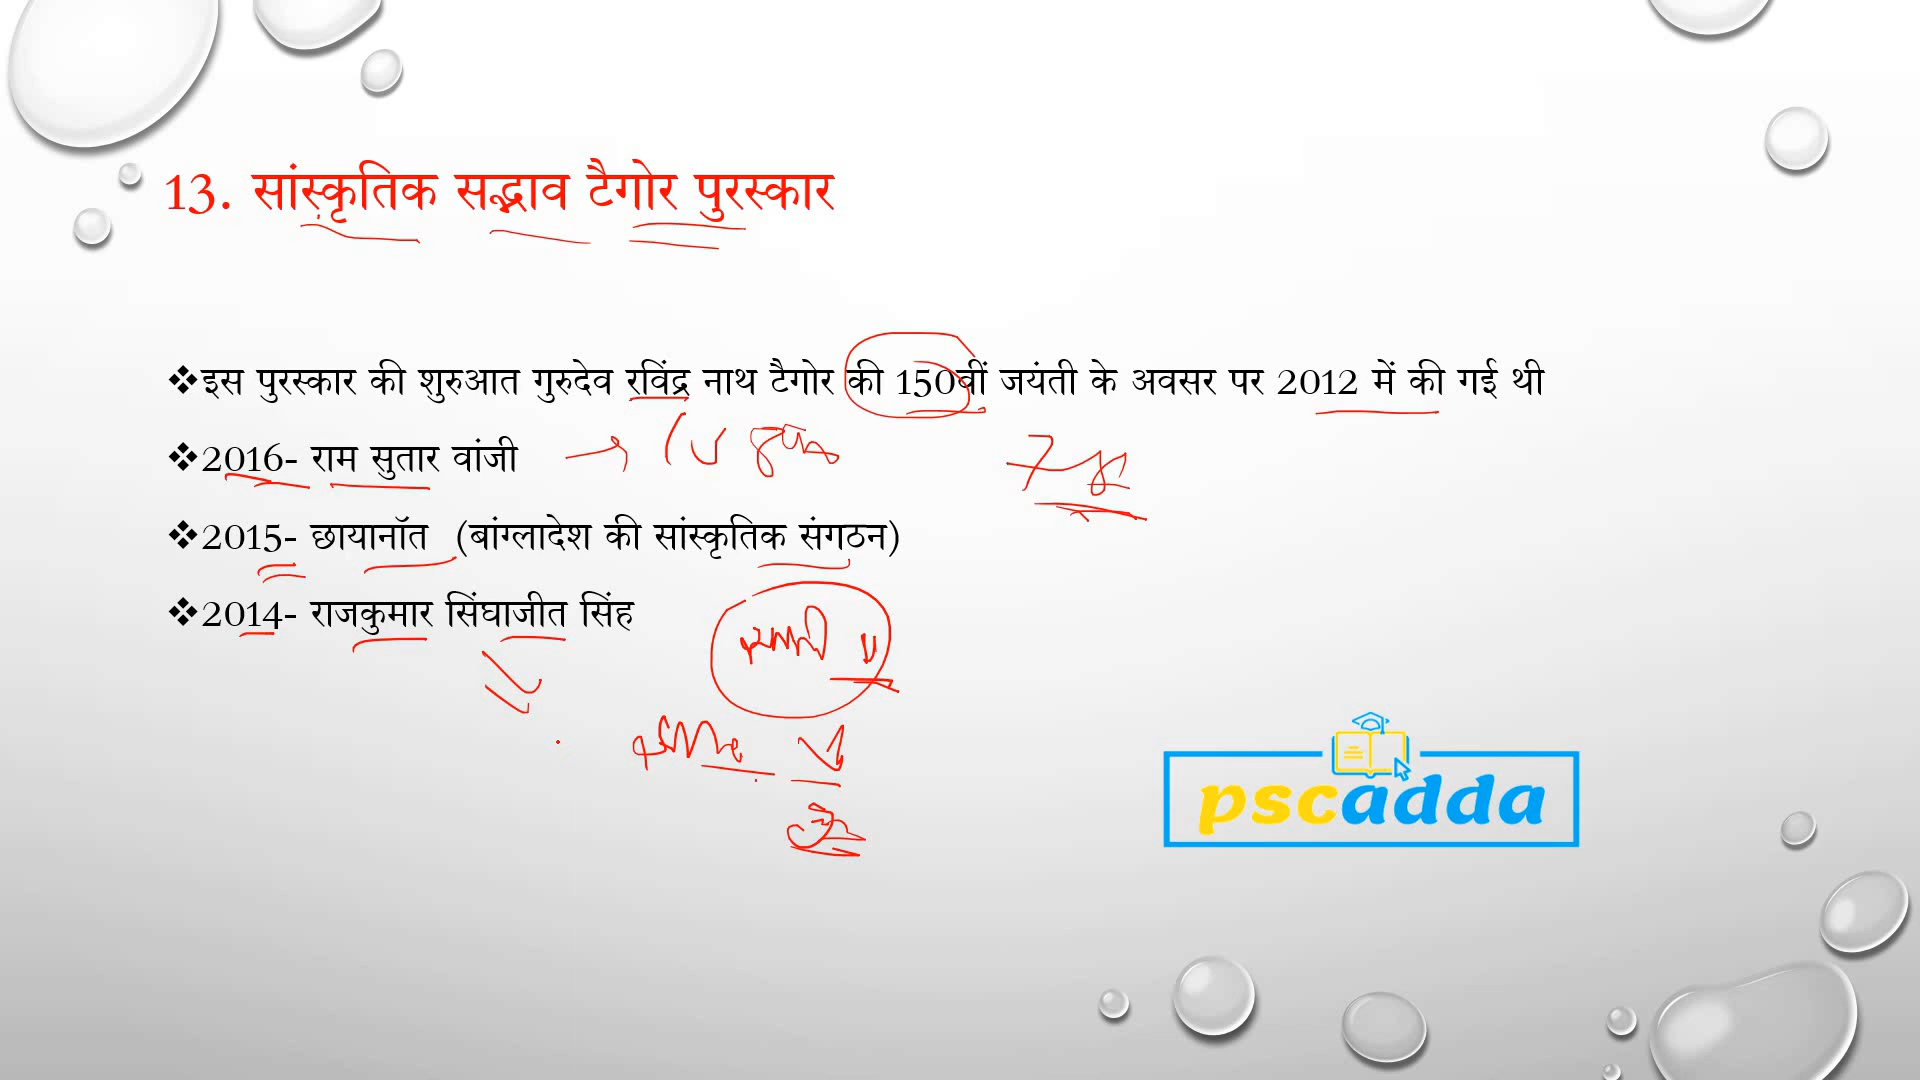 13. सांस्कृतिक सद्भाव टैगोर पुरस्कार
❖इस पुरस्कार की शुरुआत गुरुदेव रविंद्र नाथ टैगोर की 150वीं जयंती के अवसर पर 2012 में की गई थी
❖2016- राम सुतार वांजी
❖2015- छायानॉत (बांग्लादेश की सांस्कृतिक संगठन)
❖2014- राजकुमार सिंघाजीत सिंह
pscadda